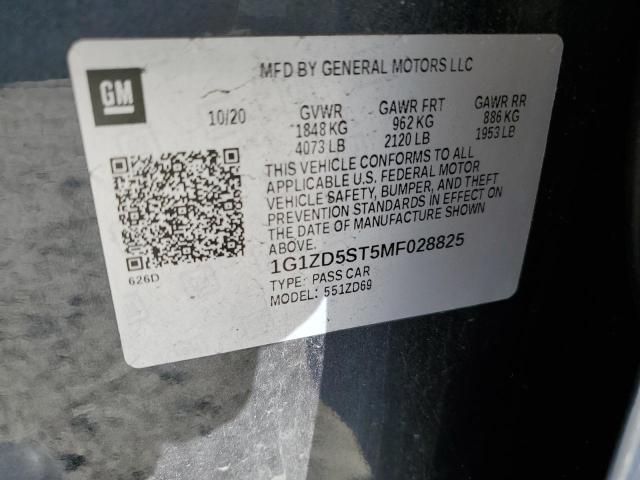 GM
MFD BY GENERAL MOTORS LLC
10/20 GVWR GAWR FRT GAWR RR
1848 KG 962 KG 886 KG
4073 LB 2120 LB 1953 LB
THIS VEHICLE CONFORMS TO ALL
APPLICABLE U.S. FEDERAL MOTOR
VEHICLE SAFETY, BUMPER, AND THEFT
PREVENTION STANDARDS IN EFFECT ON
THE DATE OF MANUFACTURE SHOWN
ABOVE.
1G1ZD5ST5MF028825
TYPE: PASS CAR
MODEL: 551ZD69
626D